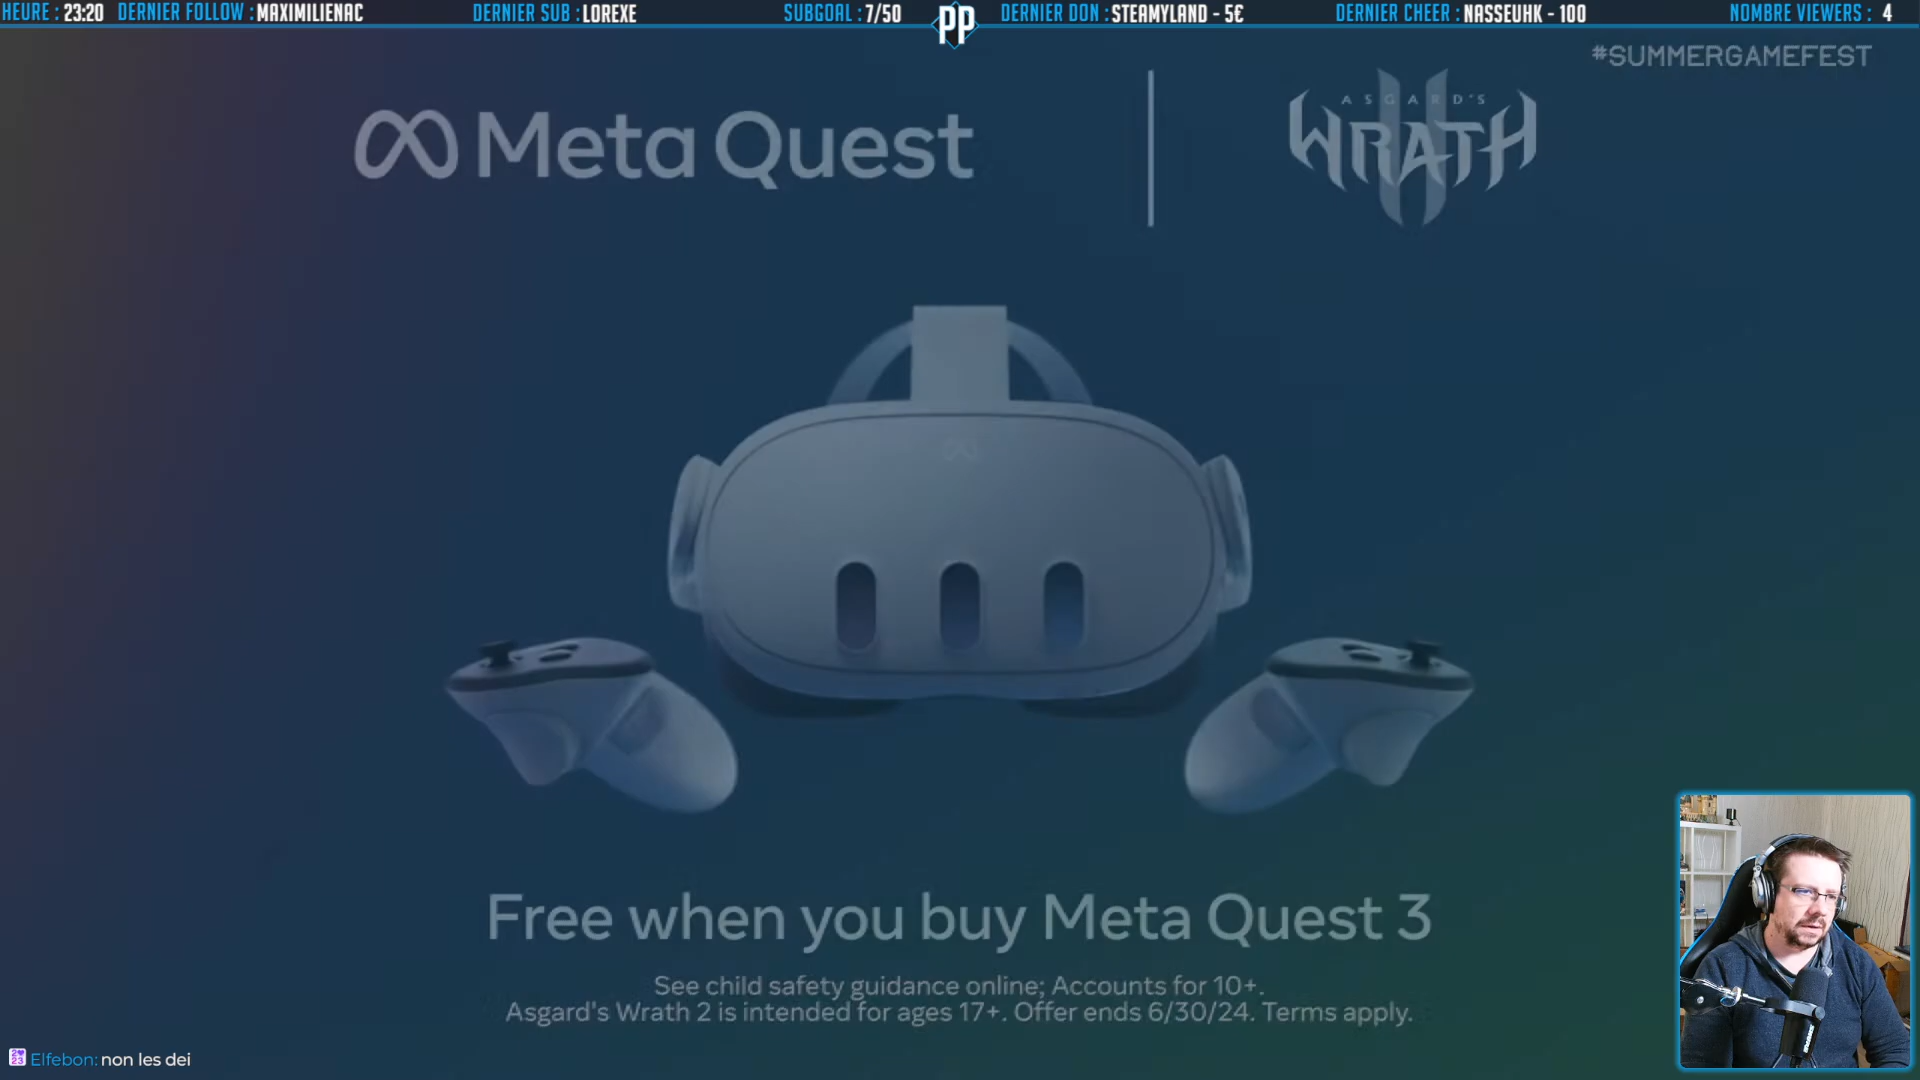 HEURE : 23:20 DERNIER FOLLOW : MAXIMILIENAC DERNIER SUB : LOREXE SUBGOAL : 7/50 PP DERNIER DON : STEAMYLAND - 5€ DERNIER CHEER : NASSEUHK - 100 NOMBRE VIEWERS : 4
#SUMMERGAMEFEST
Meta Quest
ASGARD'S
WRATH
II
Free when you buy Meta Quest 3
See child safety guidance online; Accounts for 10+.
Asgard's Wrath 2 is intended for ages 17+. Offer ends 6/30/24. Terms apply.
Elfebon: non les dei